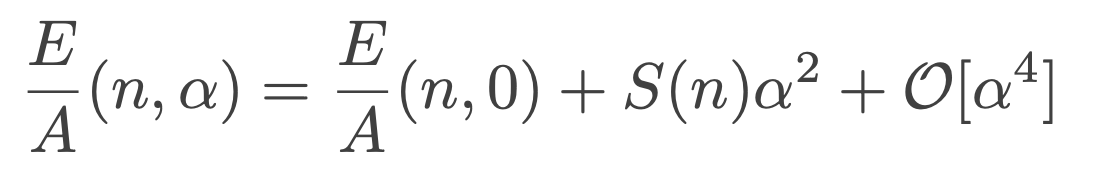 E/A (n, α) = E/A (n, 0) + S(n)α² + 𝒪[α⁴]